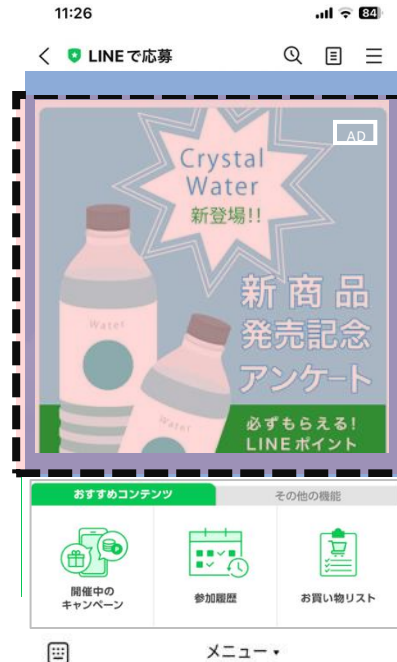 11:26
84
LINEで応募
AD
Crystal
Water
新登場!!
新商品
発売記念
アンケート
Water
Water
必ずもらえる!
LINEポイント
おすすめコンテンツ
その他の機能
開催中の
キャンペーン
参加履歴
お買い物リスト
メニュー▼